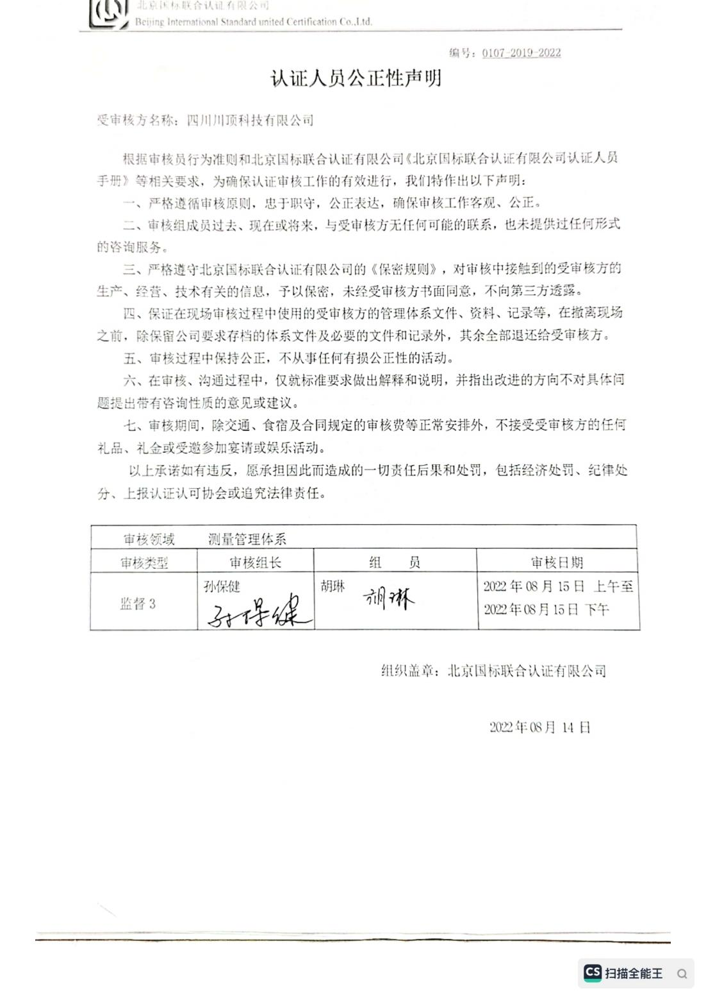 北京国标联合认证有限公司
Beijing International Standard united Certification Co.,Ltd.
编号：0107-2019-2022
认证人员公正性声明
受审核方名称：四川川顶科技有限公司
根据审核员行为准则和北京国标联合认证有限公司《北京国标联合认证有限公司认证人员
手册》等相关要求，为确保认证审核工作的有效进行，我们特作出以下声明：
一、严格遵循审核原则，忠于职守，公正表达，确保审核工作客观、公正。
二、审核组成员过去、现在或将来，与受审核方无任何可能的联系，也未提供过任何形式
的咨询服务。
三、严格遵守北京国标联合认证有限公司的《保密规则》，对审核中接触到的受审核方的
生产、经营、技术有关的信息，予以保密，未经受审核方书面同意，不向第三方透露。
四、保证在现场审核过程中使用的受审核方的管理体系文件、资料、记录等，在撤离现场
之前，除保留公司要求存档的体系文件及必要的文件和记录外，其余全部退还给受审核方。
五、审核过程中保持公正，不从事任何有损公正性的活动。
六、在审核、沟通过程中，仅就标准要求做出解释和说明，并指出改进的方向不对具体问
题提出带有咨询性质的意见或建议。
七、审核期间，除交通、食宿及合同规定的审核费等正常安排外，不接受受审核方的任何
礼品、礼金或受邀参加宴请或娱乐活动。
以上承诺如有违反，愿承担因此而造成的一切责任后果和处罚，包括经济处罚、纪律处
分、上报认证认可协会或追究法律责任。
审核领域 测量管理体系
审核类型 审核组长 组 员 审核日期
监督 3
孙保健
孙保健
胡琳
胡琳
2022 年 08 月 15 日 上午至
2022 年 08 月 15 日 下午
组织盖章：北京国标联合认证有限公司
2022 年 08 月 14 日
CS 扫描全能王